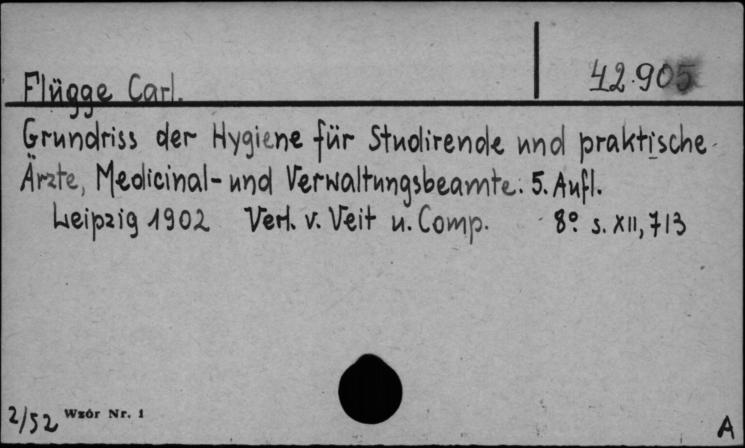 Flügge Carl.
42.905
Grundriss der Hygiene für Studirende und praktische
Ärzte, Medicinal- und Verwaltungsbeamte. 5. Aufl.
Leipzig 1902 Verl. v. Veit u. Comp. 8º s. XII, 713
2/52 Wzór Nr. 1
A